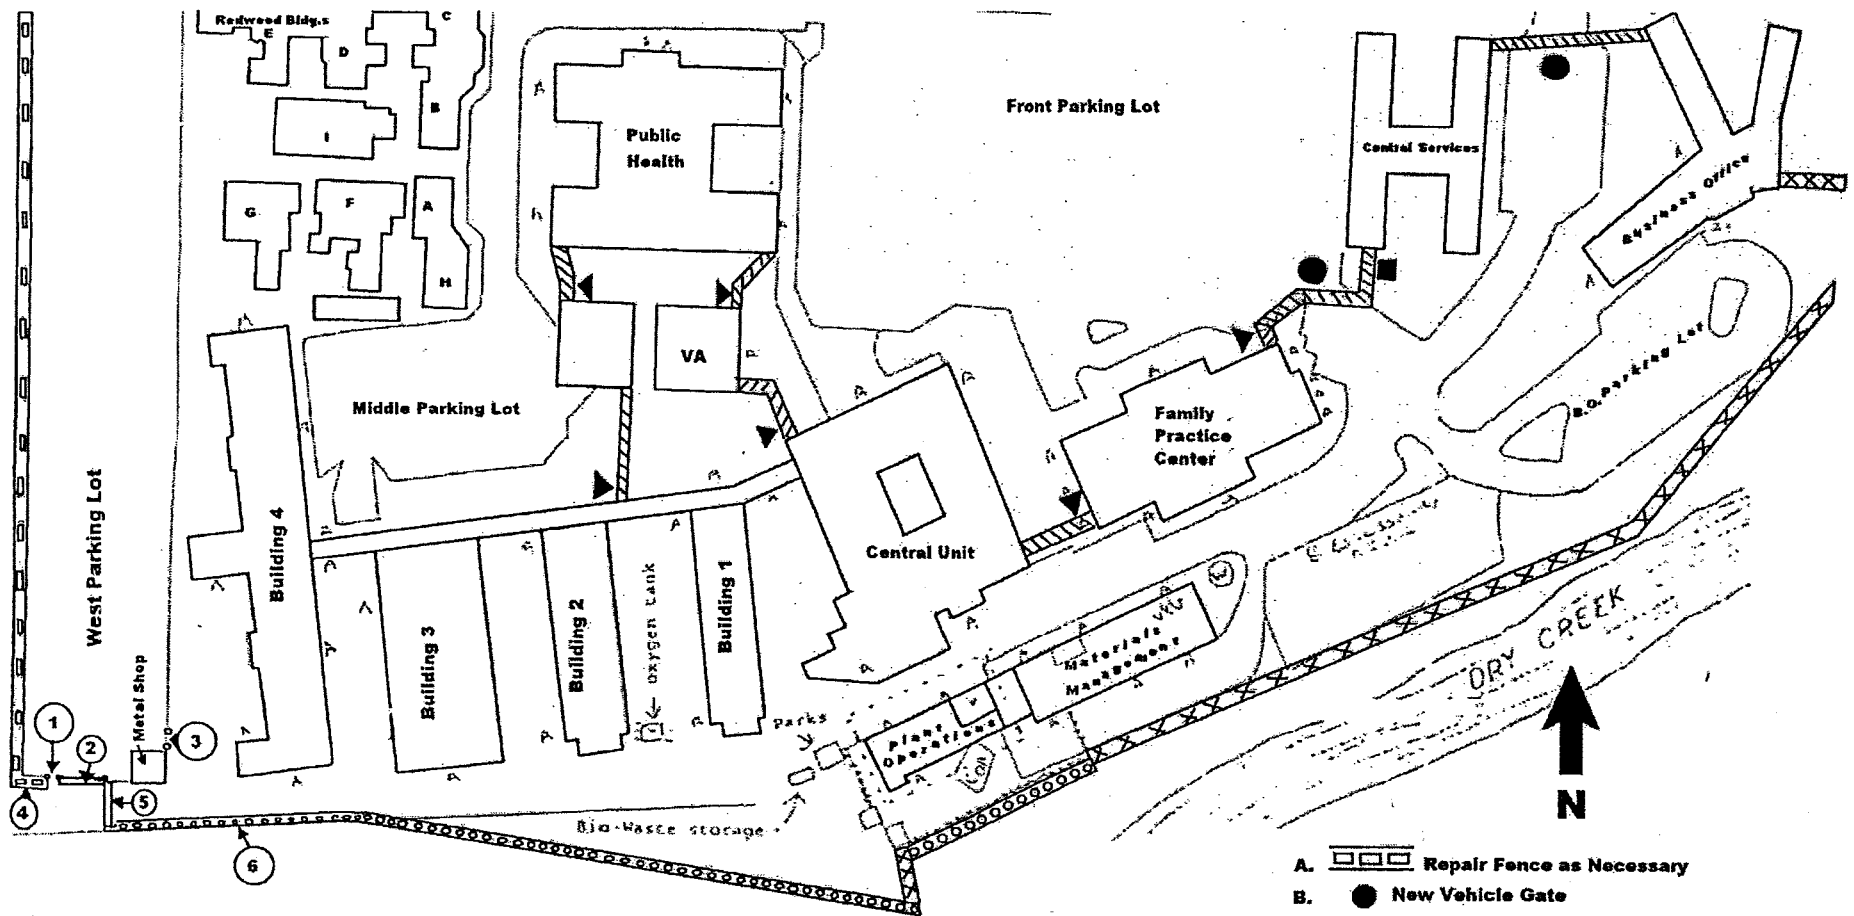 Redwood Bldg.s
C
E
D
B
I
G
F
A
H
Public
Health
Front Parking Lot
Central Services
Business Office
VA
Middle Parking Lot
B.O. Parking Lot
Family
Practice
Center
West Parking Lot
Building 4
Building 3
Building 2
Oxygen tank
Building 1
Central Unit
Materials
Management
Plant
Operations
DRY CREEK
Metal Shop
Parks
Bio-Waste storage
1
2
3
4
5
6
N
A. Repair Fence as Necessary
B. New Vehicle Gate